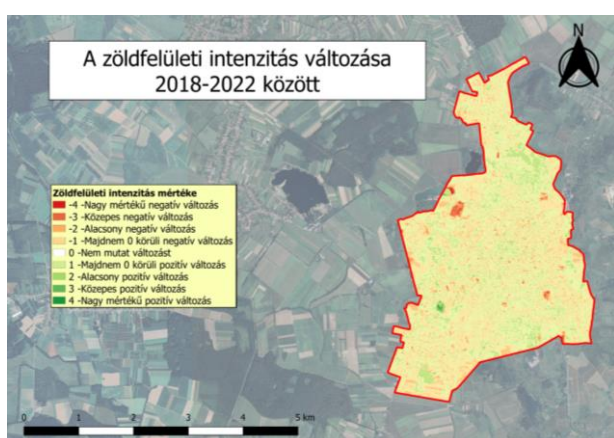 A zöldfelületi intenzitás változása
2018-2022 között
N
Zöldfelületi intenzitás mértéke
-4 -Nagy mértékű negatív változás
-3 -Közepes negatív változás
-2 -Alacsony negatív változás
-1 -Majdnem 0 körüli negatív változás
0 -Nem mutat változást
1 -Majdnem 0 körüli pozitív változás
2 -Alacsony pozitív változás
3 -Közepes pozitív változás
4 -Nagy mértékű pozitív változás
0 1 2 3 4 5 km